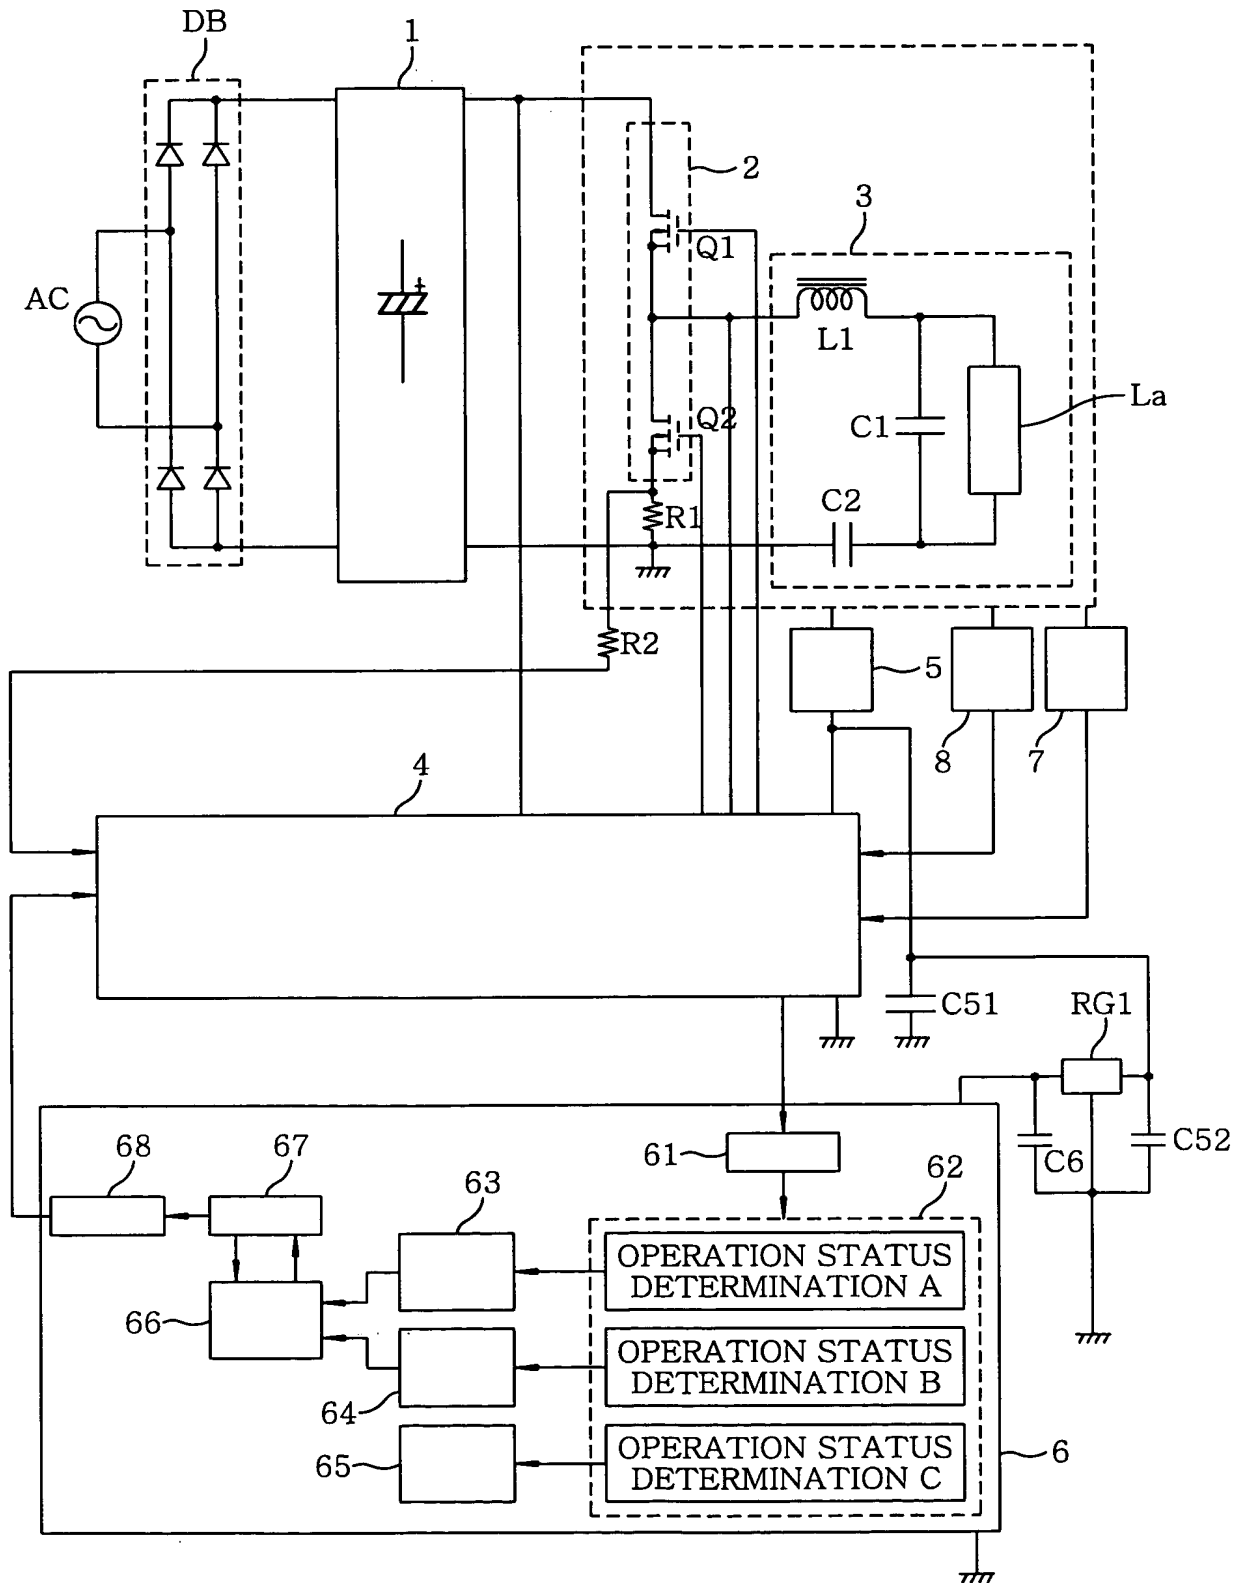 DB
1
2
3
Q1
AC
L1
La
Q2
C1
C2
R1
R2
5
8
7
4
C51
RG1
61
62
C6
C52
68
67
63
OPERATION STATUS
DETERMINATION A
66
OPERATION STATUS
DETERMINATION B
64
65
OPERATION STATUS
DETERMINATION C
6